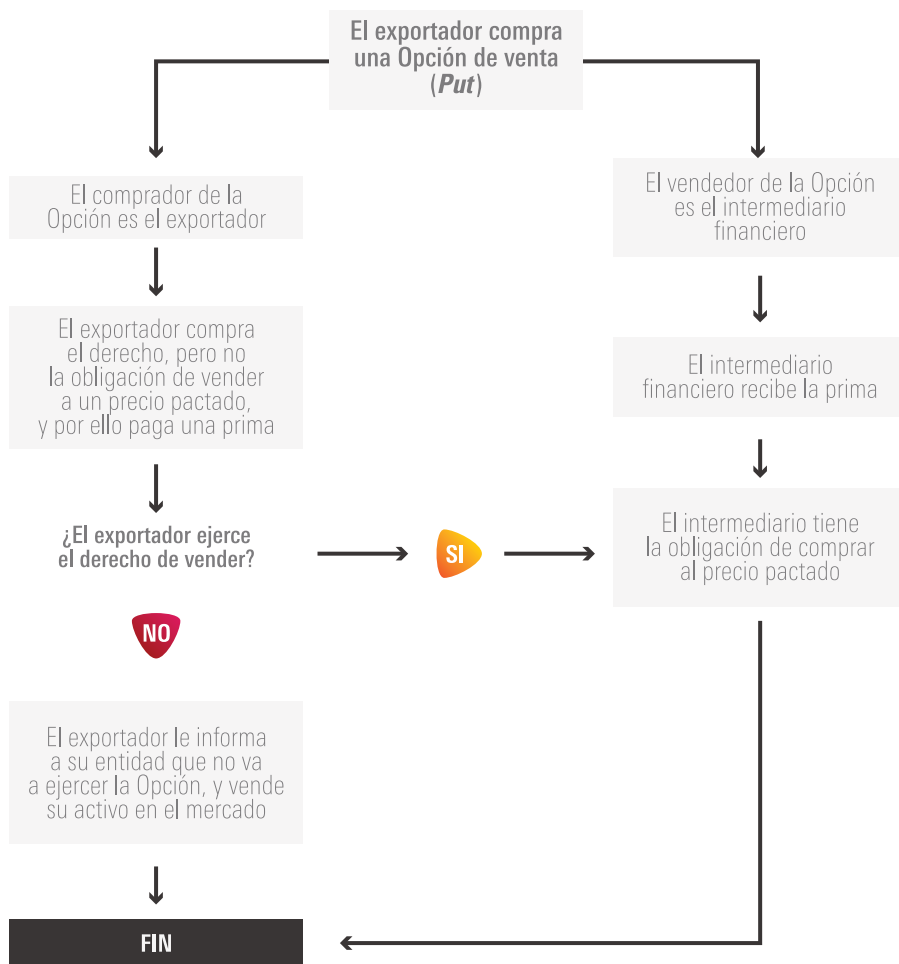 El exportador compra
una Opción de venta
(Put)
El comprador de la
Opción es el exportador
El vendedor de la Opción
es el intermediario
financiero
El exportador compra
el derecho, pero no
la obligación de vender
a un precio pactado,
y por ello paga una prima
El intermediario
financiero recibe la prima
¿El exportador ejerce
el derecho de vender?
SI
El intermediario tiene
la obligación de comprar
al precio pactado
NO
El exportador le informa
a su entidad que no va
a ejercer la Opción, y vende
su activo en el mercado
FIN